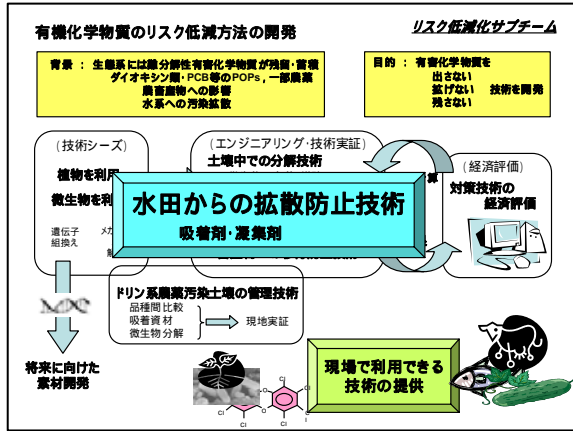 有機化学物質のリスク低減方法の開発
リスク低減化サブチーム
背景 : 生態系には難分解性有害化学物質が残留・蓄積
ダイオキシン類・PCB等のPOPs, 一部農薬
農畜産物への影響
水系への汚染拡散
目的 : 有害化学物質を
出さない
拡げない 技術を開発
残さない
(技術シーズ)
植物を利用
微生物を利
遺伝子
組換え
メカ
解
将来に向けた
素材開発
(エンジニアリング・技術実証)
土壌中での分解技術
水田からの拡散防止技術
吸着剤・凝集剤
算
(経済評価)
対策技術の
経済評価
ドリン系農薬汚染土壌の管理技術
品種間比較
吸着資材
微生物分解
現地実証
現場で利用できる
技術の提供
Cl
Cl
O
O
Cl
Cl
Cl